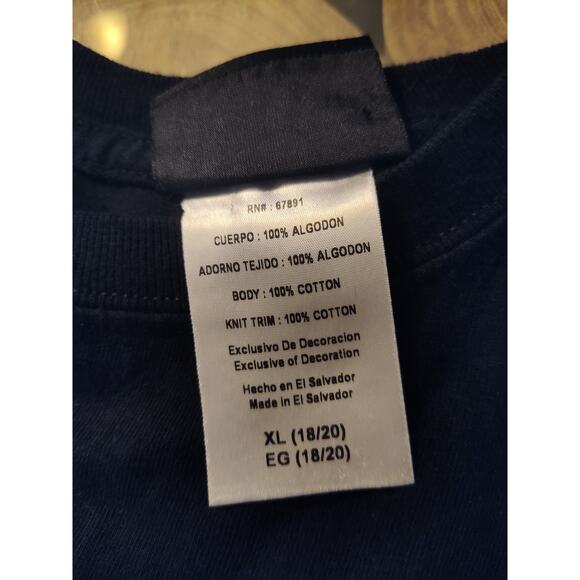 RN# : 67891
CUERPO : 100% ALGODON
ADORNO TEJIDO : 100% ALGODON
BODY : 100% COTTON
KNIT TRIM : 100% COTTON
Exclusivo De Decoracion
Exclusive of Decoration
Hecho en El Salvador
Made in El Salvador
XL (18/20)
EG (18/20)